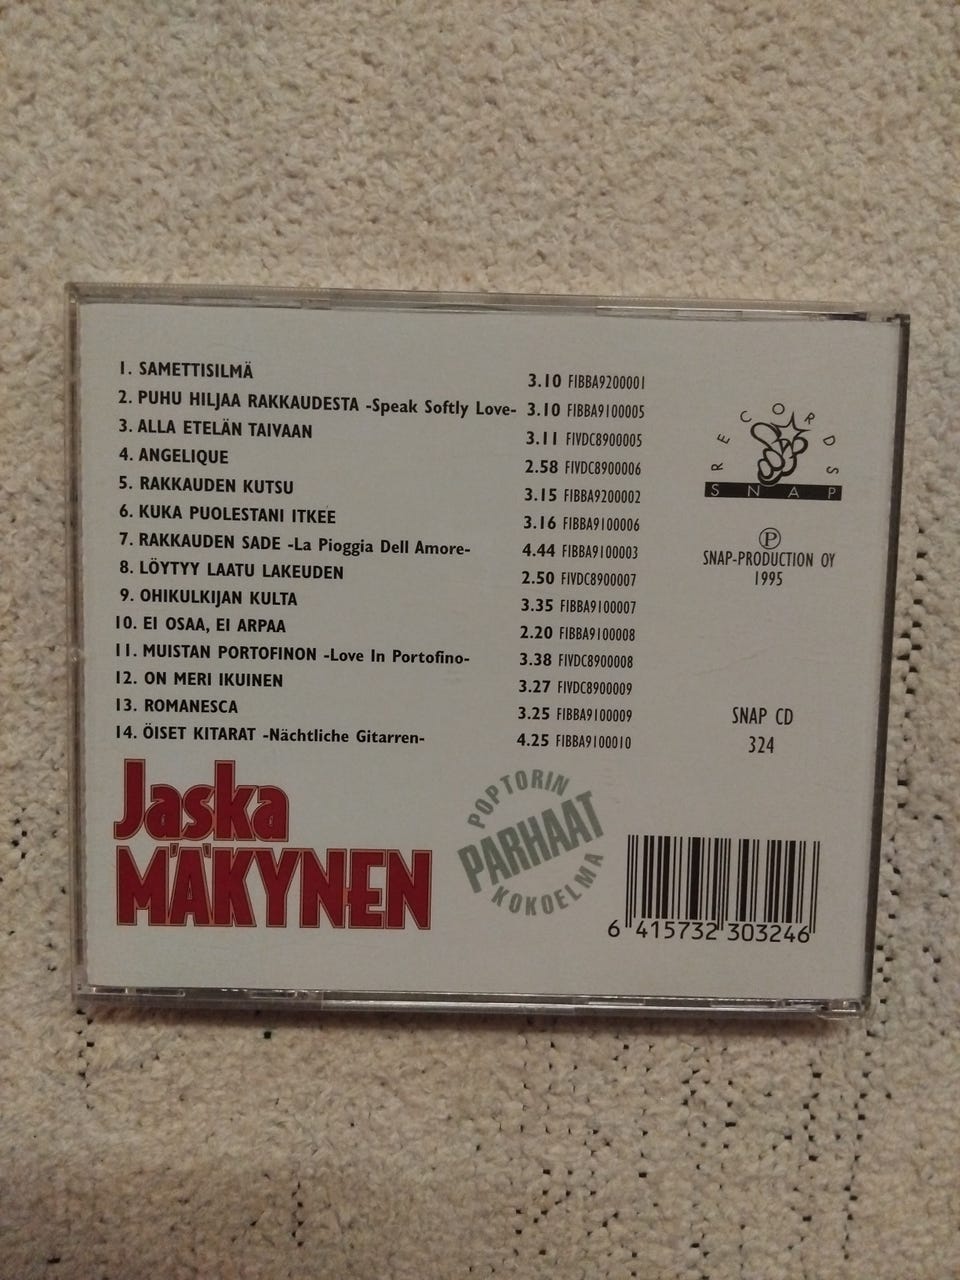 1. SAMETTISILMÄ 3.10 FIBBA9200001
2. PUHU HILJAA RAKKAUDESTA -Speak Softly Love- 3.10 FIBBA9100005
3. ALLA ETELÄN TAIVAAN 3.11 FIVDC8900005
4. ANGELIQUE 2.58 FIVDC8900006
5. RAKKAUDEN KUTSU 3.15 FIBBA9200002
6. KUKA PUOLESTANI ITKEE 3.16 FIBBA9100006
7. RAKKAUDEN SADE -La Pioggia Dell Amore- 4.44 FIBBA9100003
8. LÖYTYY LAATU LAKEUDEN 2.50 FIVDC8900007
9. OHIKULKIJAN KULTA 3.35 FIBBA9100007
10. EI OSAA, EI ARPAA 2.20 FIBBA9100008
11. MUISTAN PORTOFINON -Love In Portofino- 3.38 FIVDC8900008
12. ON MERI IKUINEN 3.27 FIVDC8900009
13. ROMANESCA 3.25 FIBBA9100009
14. ÖISET KITARAT -Nächtliche Gitarren- 4.25 FIBBA9100010
RECORDS
SNAP
Ⓟ
SNAP-PRODUCTION OY
1995
SNAP CD
324
Jaska
MÄKYNEN
POPTORIN
PARHAAT
KOKOELMA
6 415732 303246